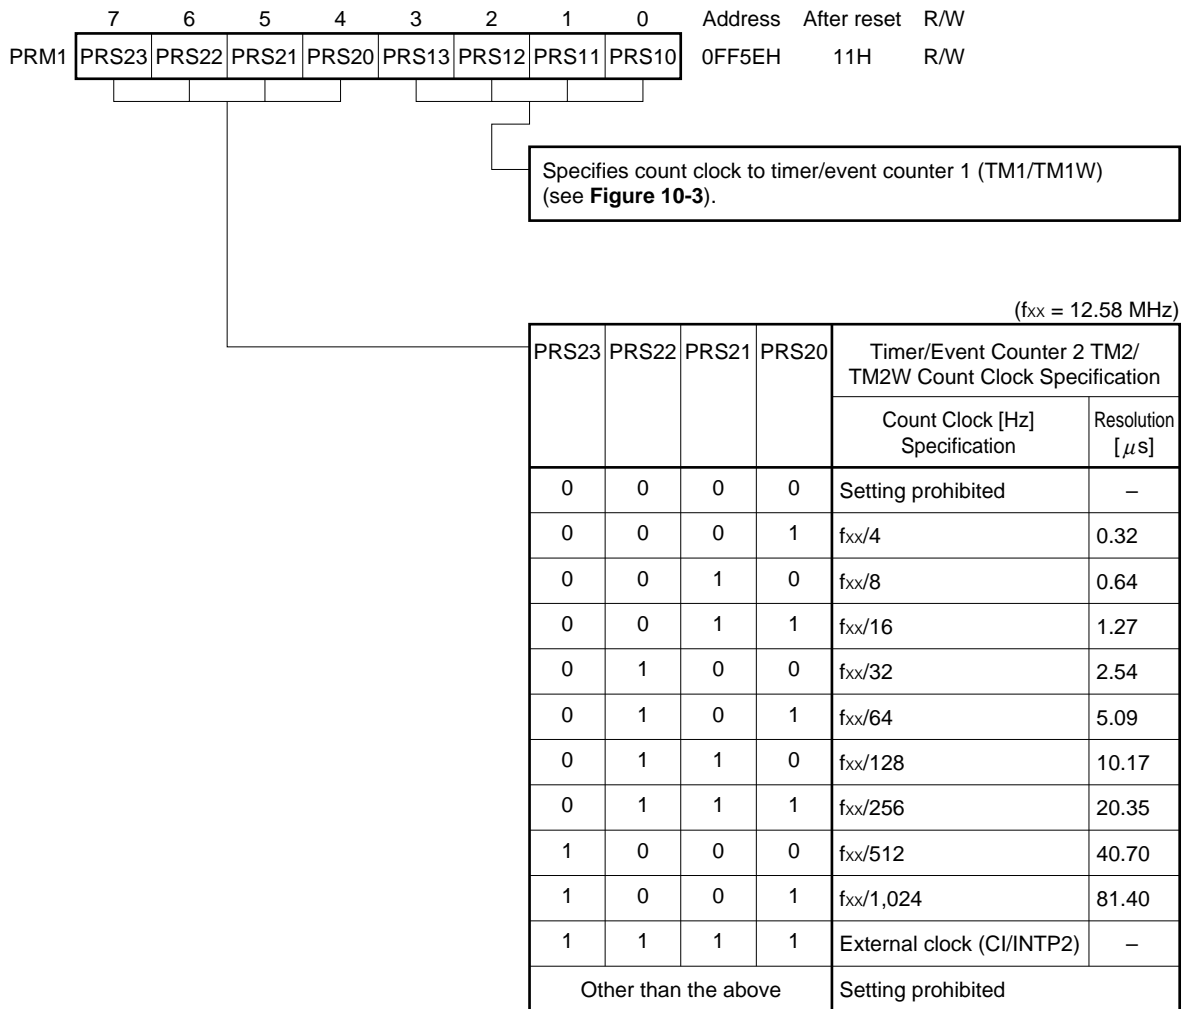 7 6 5 4 3 2 1 0 Address After reset R/W
PRM1 PRS23 PRS22 PRS21 PRS20 PRS13 PRS12 PRS11 PRS10 0FF5EH 11H R/W
Specifies count clock to timer/event counter 1 (TM1/TM1W)
(see Figure 10-3).
(fxx = 12.58 MHz)
PRS23 PRS22 PRS21 PRS20 Timer/Event Counter 2 TM2/
TM2W Count Clock Specification
Count Clock [Hz] Resolution
Specification [μs]
0 0 0 0 Setting prohibited –
0 0 0 1 fxx/4 0.32
0 0 1 0 fxx/8 0.64
0 0 1 1 fxx/16 1.27
0 1 0 0 fxx/32 2.54
0 1 0 1 fxx/64 5.09
0 1 1 0 fxx/128 10.17
0 1 1 1 fxx/256 20.35
1 0 0 0 fxx/512 40.70
1 0 0 1 fxx/1,024 81.40
1 1 1 1 External clock (CI/INTP2) –
Other than the above Setting prohibited